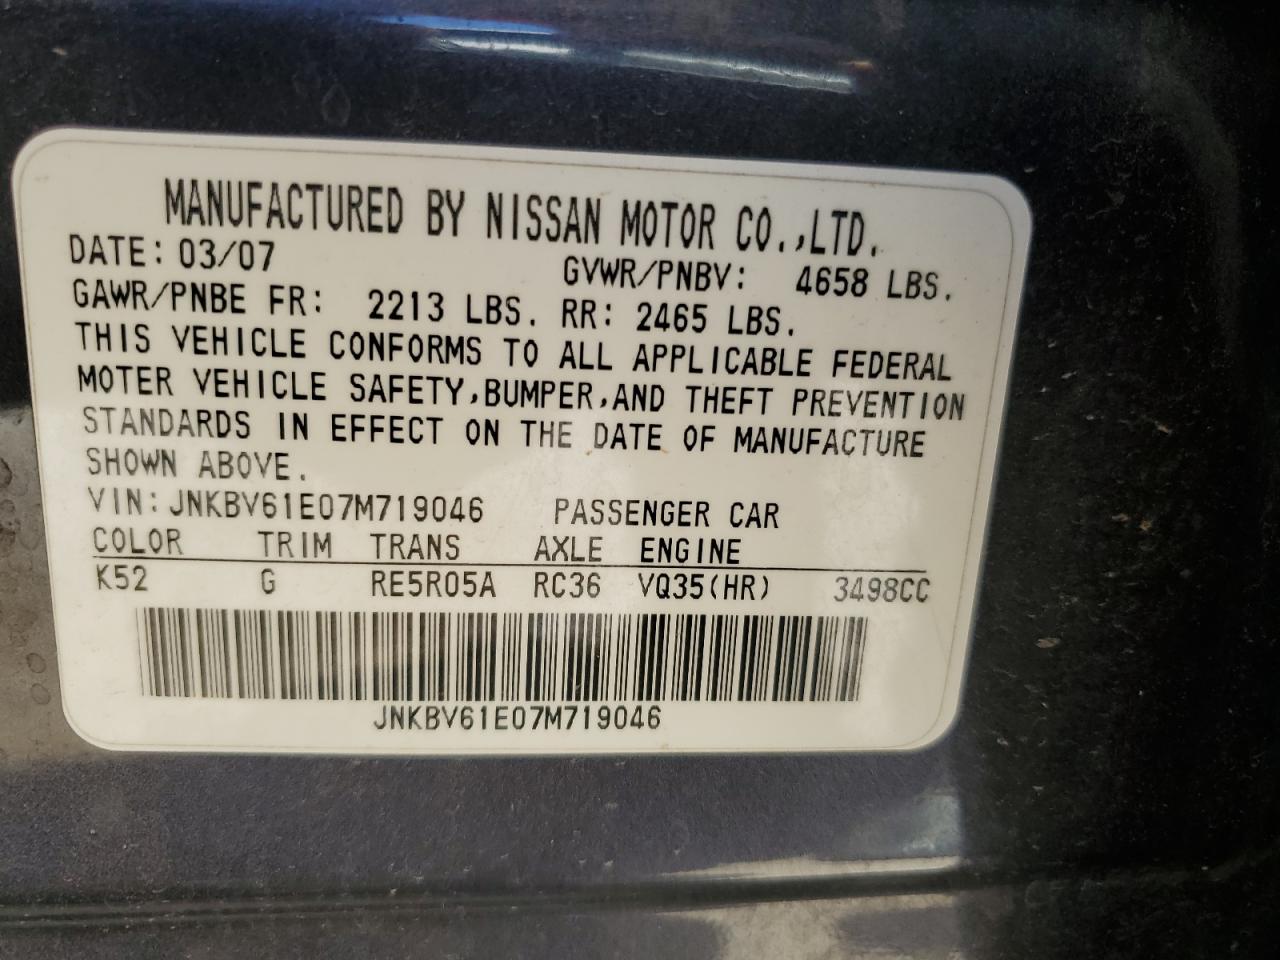 MANUFACTURED BY NISSAN MOTOR CO.,LTD.
DATE: 03/07 GVWR/PNBV: 4658 LBS.
GAWR/PNBE FR: 2213 LBS. RR: 2465 LBS.
THIS VEHICLE CONFORMS TO ALL APPLICABLE FEDERAL
MOTER VEHICLE SAFETY,BUMPER,AND THEFT PREVENTION
STANDARDS IN EFFECT ON THE DATE OF MANUFACTURE
SHOWN ABOVE.
VIN:JNKBV61E07M719046 PASSENGER CAR
COLOR TRIM TRANS AXLE ENGINE
K52 G RE5R05A RC36 VQ35(HR) 3498CC
JNKBV61E07M719046